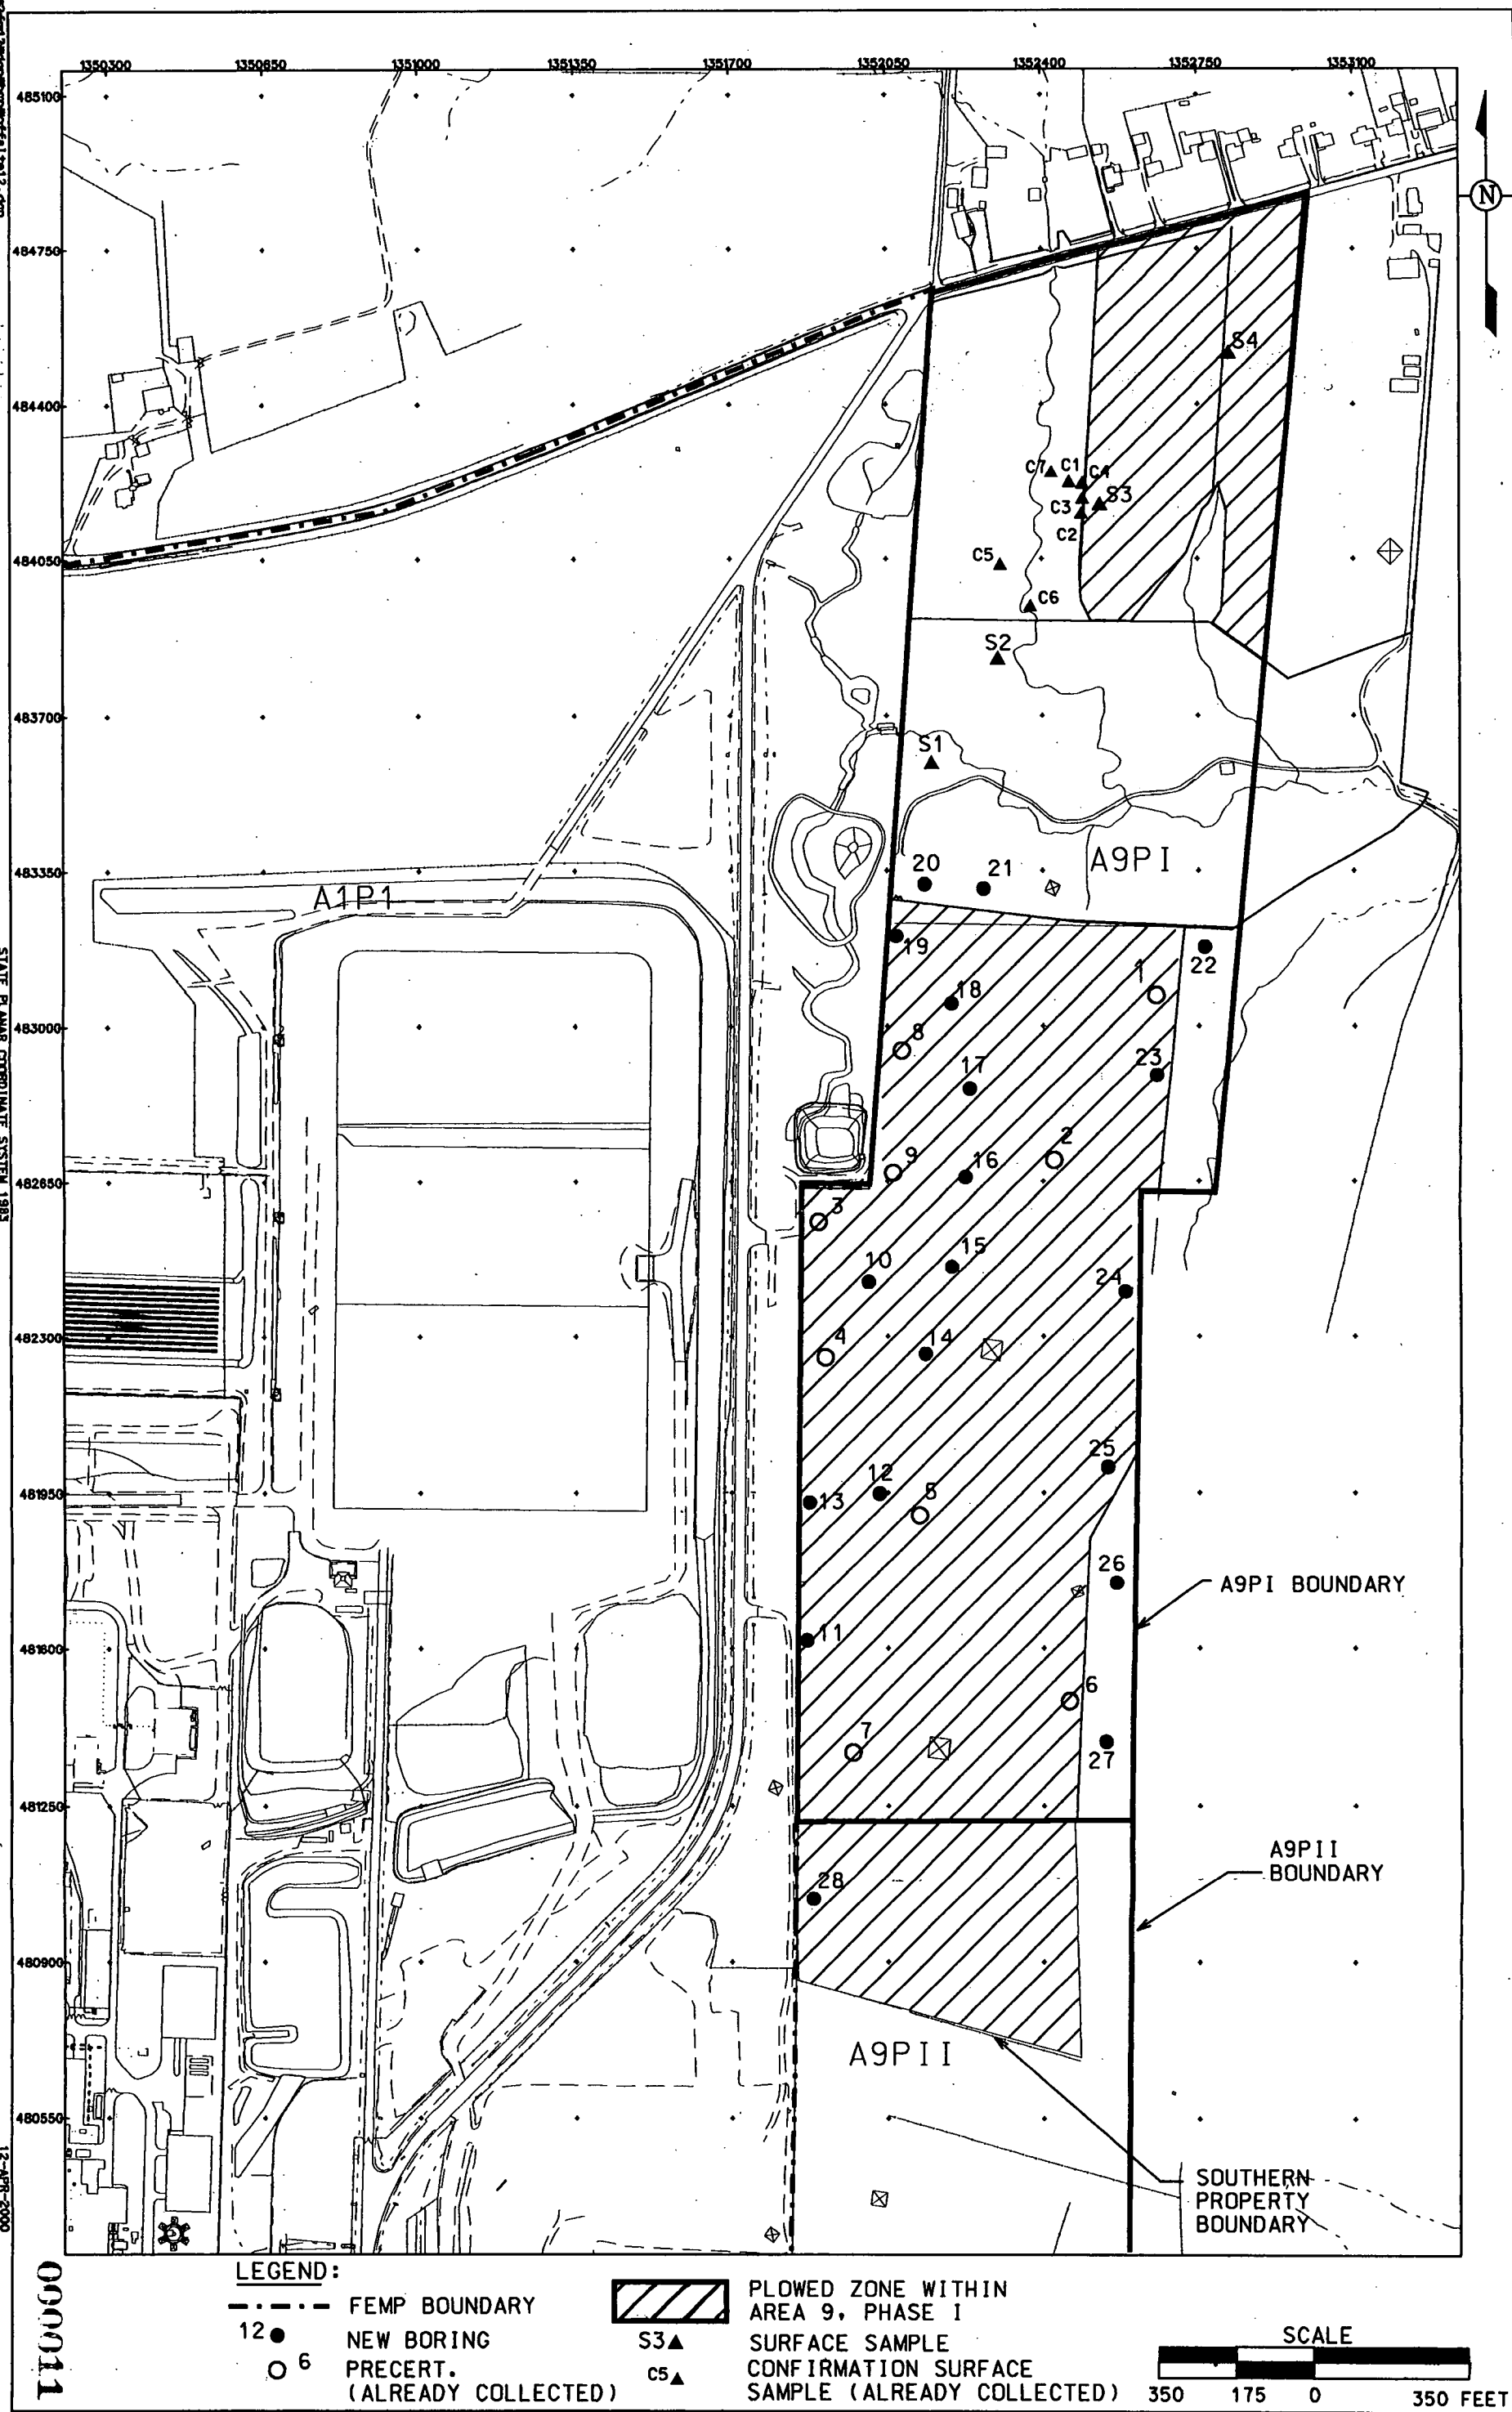 1350300 1350650 1351000 1351350 1351700 1352050 1352400 1352750 1353100
485100
N
484750
S4
484400
C7 C1 C4
S3
C3
C2
484050
C5
C6
S2
483700
S1
A9PI
20 21
483350
A1P1
19
22
1
18
483000
8
23
17
2
9 16
482650
3
15
10
24
482300
4 14
25
12
481950
13 5
26
A9PI BOUNDARY
11
481600
6
7
27
481250
A9PII
BOUNDARY
28
480900
A9PII
480550
SOUTHERN
PROPERTY
BOUNDARY
STATE PLANAR COORDINATE SYSTEM 1983
12-APR-2000
000011
LEGEND:
FEMP BOUNDARY
12 NEW BORING
6 PRECERT.
(ALREADY COLLECTED)
PLOWED ZONE WITHIN
AREA 9, PHASE I
S3 SURFACE SAMPLE
C5 CONFIRMATION SURFACE
SAMPLE (ALREADY COLLECTED)
SCALE
350 175 0 350 FEET